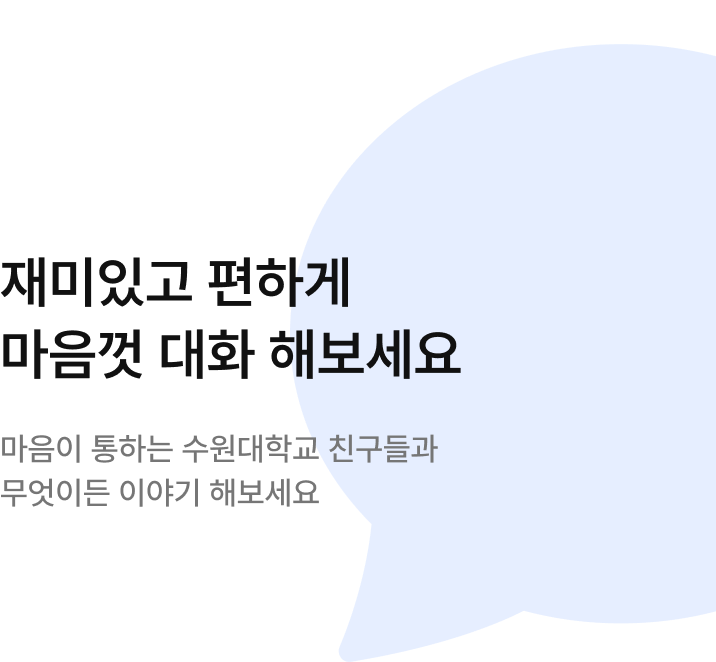 재미있고 편하게
마음껏 대화 해보세요
마음이 통하는 수원대학교 친구들과
무엇이든 이야기 해보세요